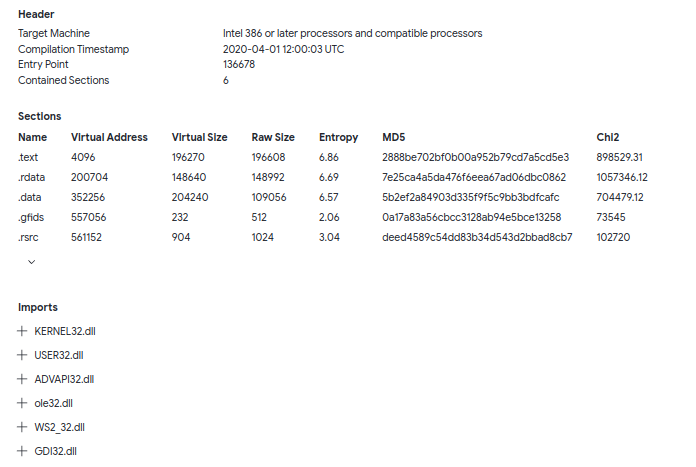 Header
Target Machine Intel 386 or later processors and compatible processors
Compilation Timestamp 2020-04-01 12:00:03 UTC
Entry Point 136678
Contained Sections 6
Sections
Name Virtual Address Virtual Size Raw Size Entropy MD5 Chi2
.text 4096 196270 196608 6.86 2888be702bf0b00a952b79cd7a5cd5e3 898529.31
.rdata 200704 148640 148992 6.69 7e25ca4a5da476f6eea67ad06dbc0862 1057346.12
.data 352256 204240 109056 6.57 5b2ef2a84903d335f9f5c9bb3bdfcafc 704479.12
.gfids 557056 232 512 2.06 0a17a83a56cbcc3128ab94e5bce13258 73545
.rsrc 561152 904 1024 3.04 deed4589c54dd83b34d543d2bbad8cb7 102720
Imports
KERNEL32.dll
USER32.dll
ADVAPI32.dll
ole32.dll
WS2_32.dll
GDI32.dll